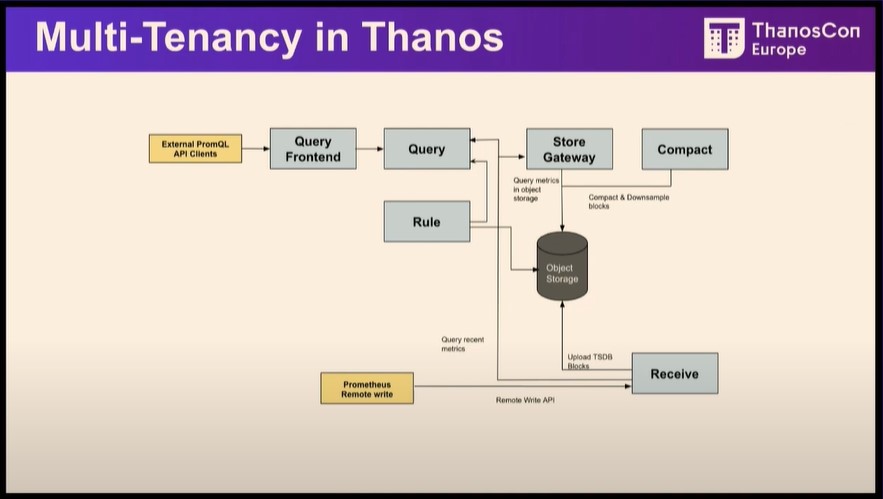 Multi-Tenancy in Thanos
ThanosCon
Europe
External PromQL
API Clients
Query
Frontend
Query
Store
Gateway
Compact
Query metrics
in object
storage
Compact & Downsample
blocks
Rule
Object
Storage
Query recent
metrics
Upload TSDB
Blocks
Receive
Prometheus
Remote write
Remote Write API